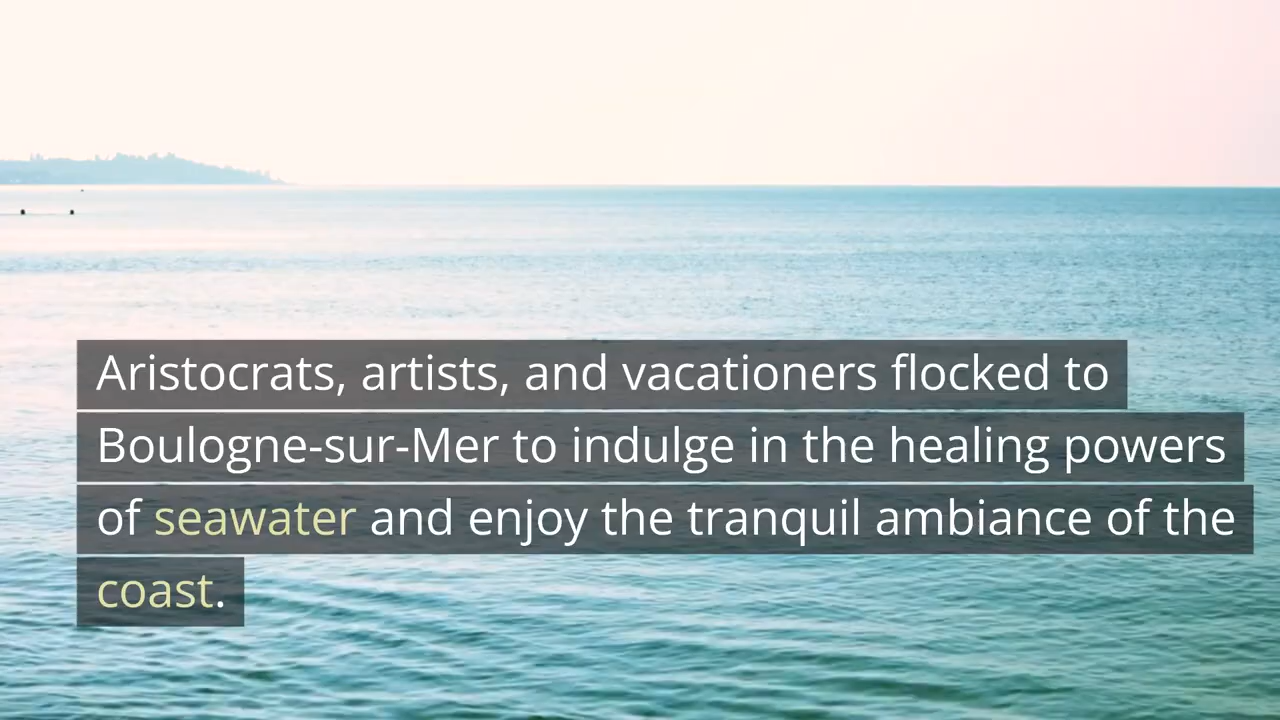 Aristocrats, artists, and vacationers flocked to
Boulogne-sur-Mer to indulge in the healing powers
of seawater and enjoy the tranquil ambiance of the
coast.